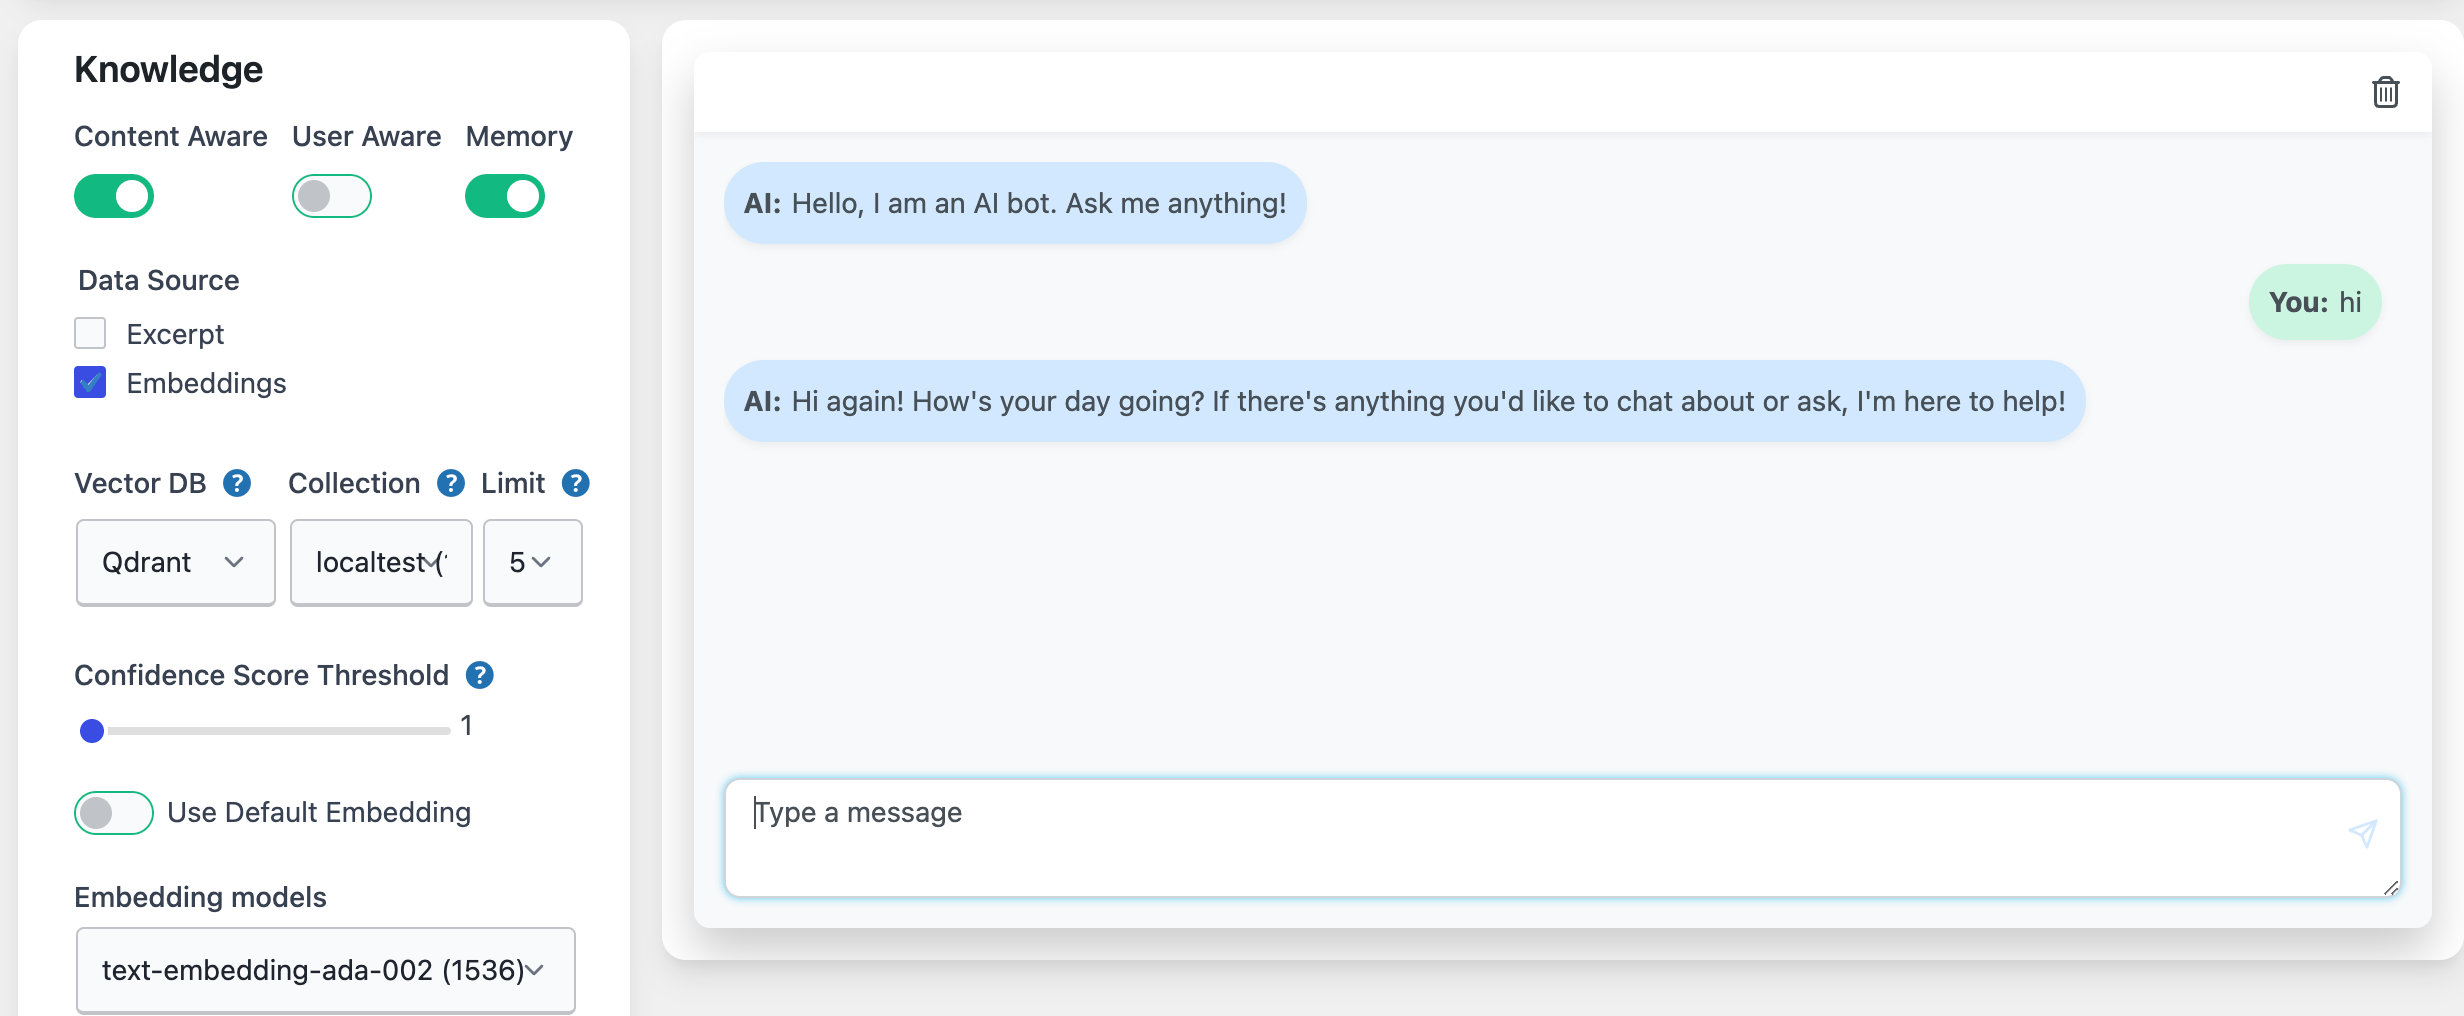 Knowledge
Content Aware User Aware Memory
Data Source
Excerpt
Embeddings
Vector DB ? Collection ? Limit ?
Qdrant localtest ( 5
Confidence Score Threshold ?
1
Use Default Embedding
Embedding models
text-embedding-ada-002 (1536)
AI: Hello, I am an AI bot. Ask me anything!
You: hi
AI: Hi again! How's your day going? If there's anything you'd like to chat about or ask, I'm here to help!
Type a message